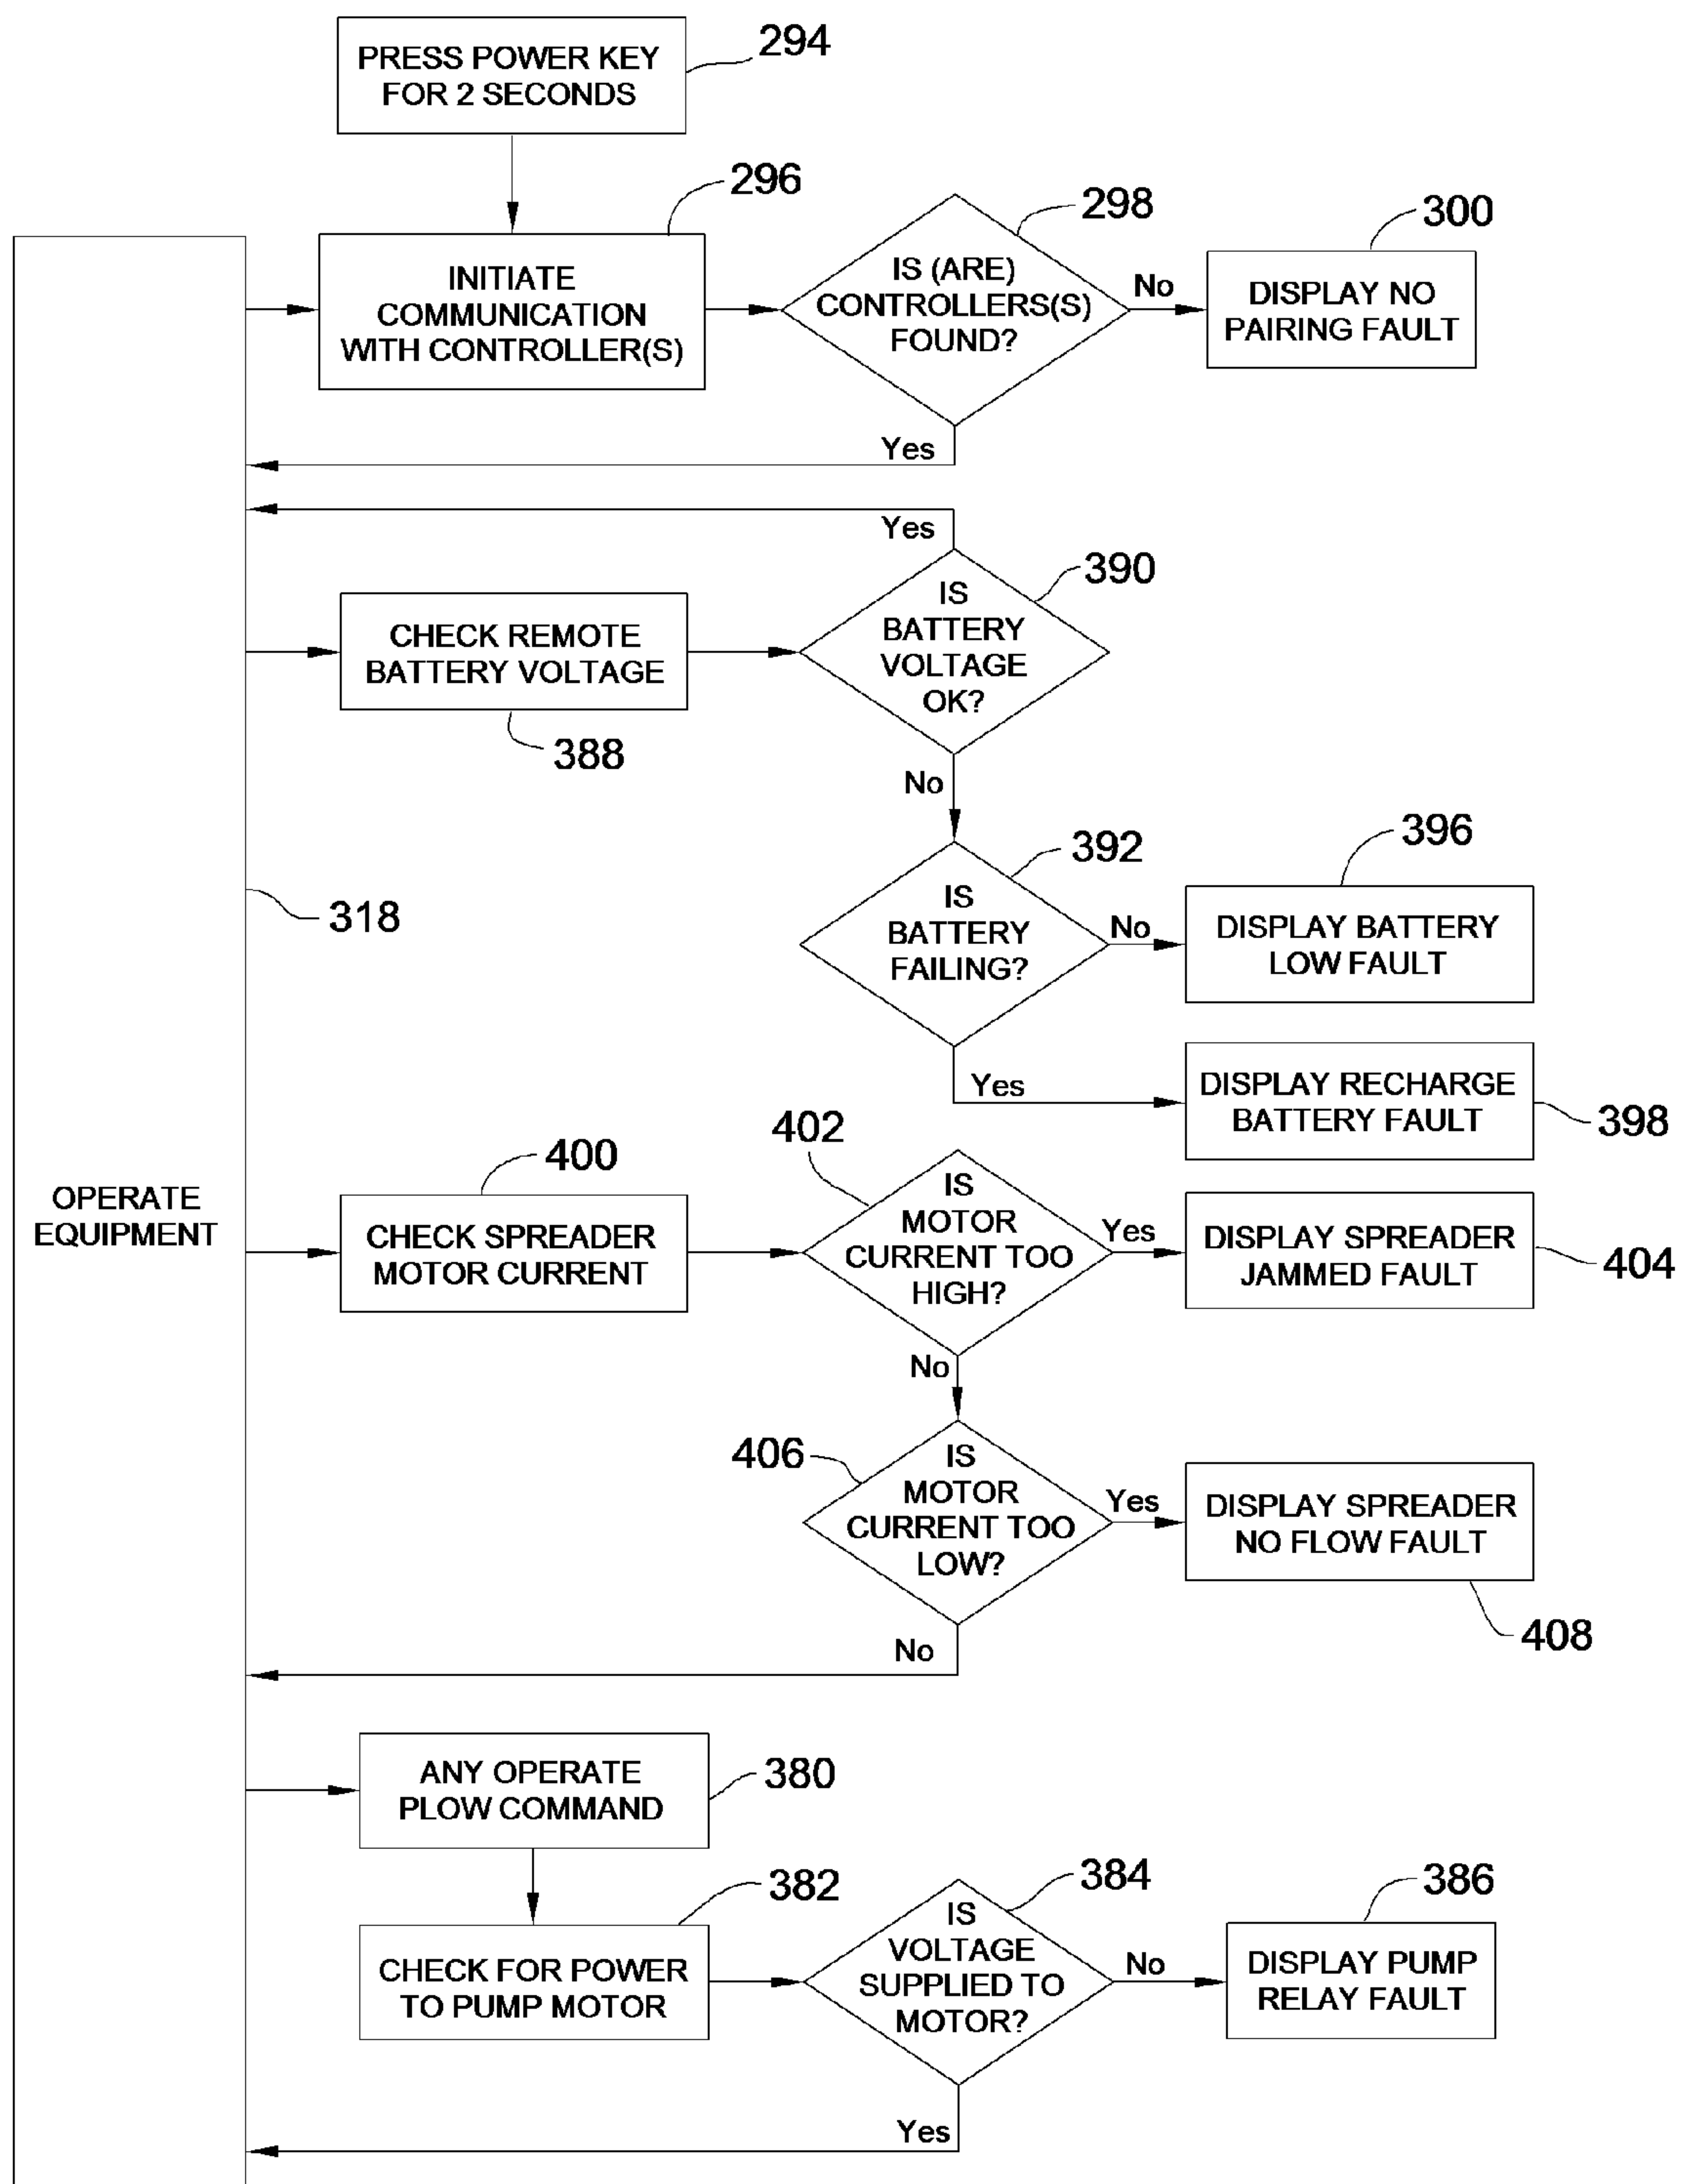 PRESS POWER KEY
FOR 2 SECONDS
294
296
INITIATE
COMMUNICATION
WITH CONTROLLER(S)
298
IS (ARE)
CONTROLLERS(S)
FOUND?
No
300
DISPLAY NO
PAIRING FAULT
Yes
Yes
390
IS
BATTERY
VOLTAGE
OK?
CHECK REMOTE
BATTERY VOLTAGE
388
No
392
IS
BATTERY
FAILING?
No
396
DISPLAY BATTERY
LOW FAULT
318
Yes
DISPLAY RECHARGE
BATTERY FAULT
398
OPERATE
EQUIPMENT
400
CHECK SPREADER
MOTOR CURRENT
402
IS
MOTOR
CURRENT TOO
HIGH?
Yes
DISPLAY SPREADER
JAMMED FAULT
404
No
406
IS
MOTOR
CURRENT TOO
LOW?
Yes
DISPLAY SPREADER
NO FLOW FAULT
408
No
ANY OPERATE
PLOW COMMAND
380
382
CHECK FOR POWER
TO PUMP MOTOR
384
IS
VOLTAGE
SUPPLIED TO
MOTOR?
No
386
DISPLAY PUMP
RELAY FAULT
Yes